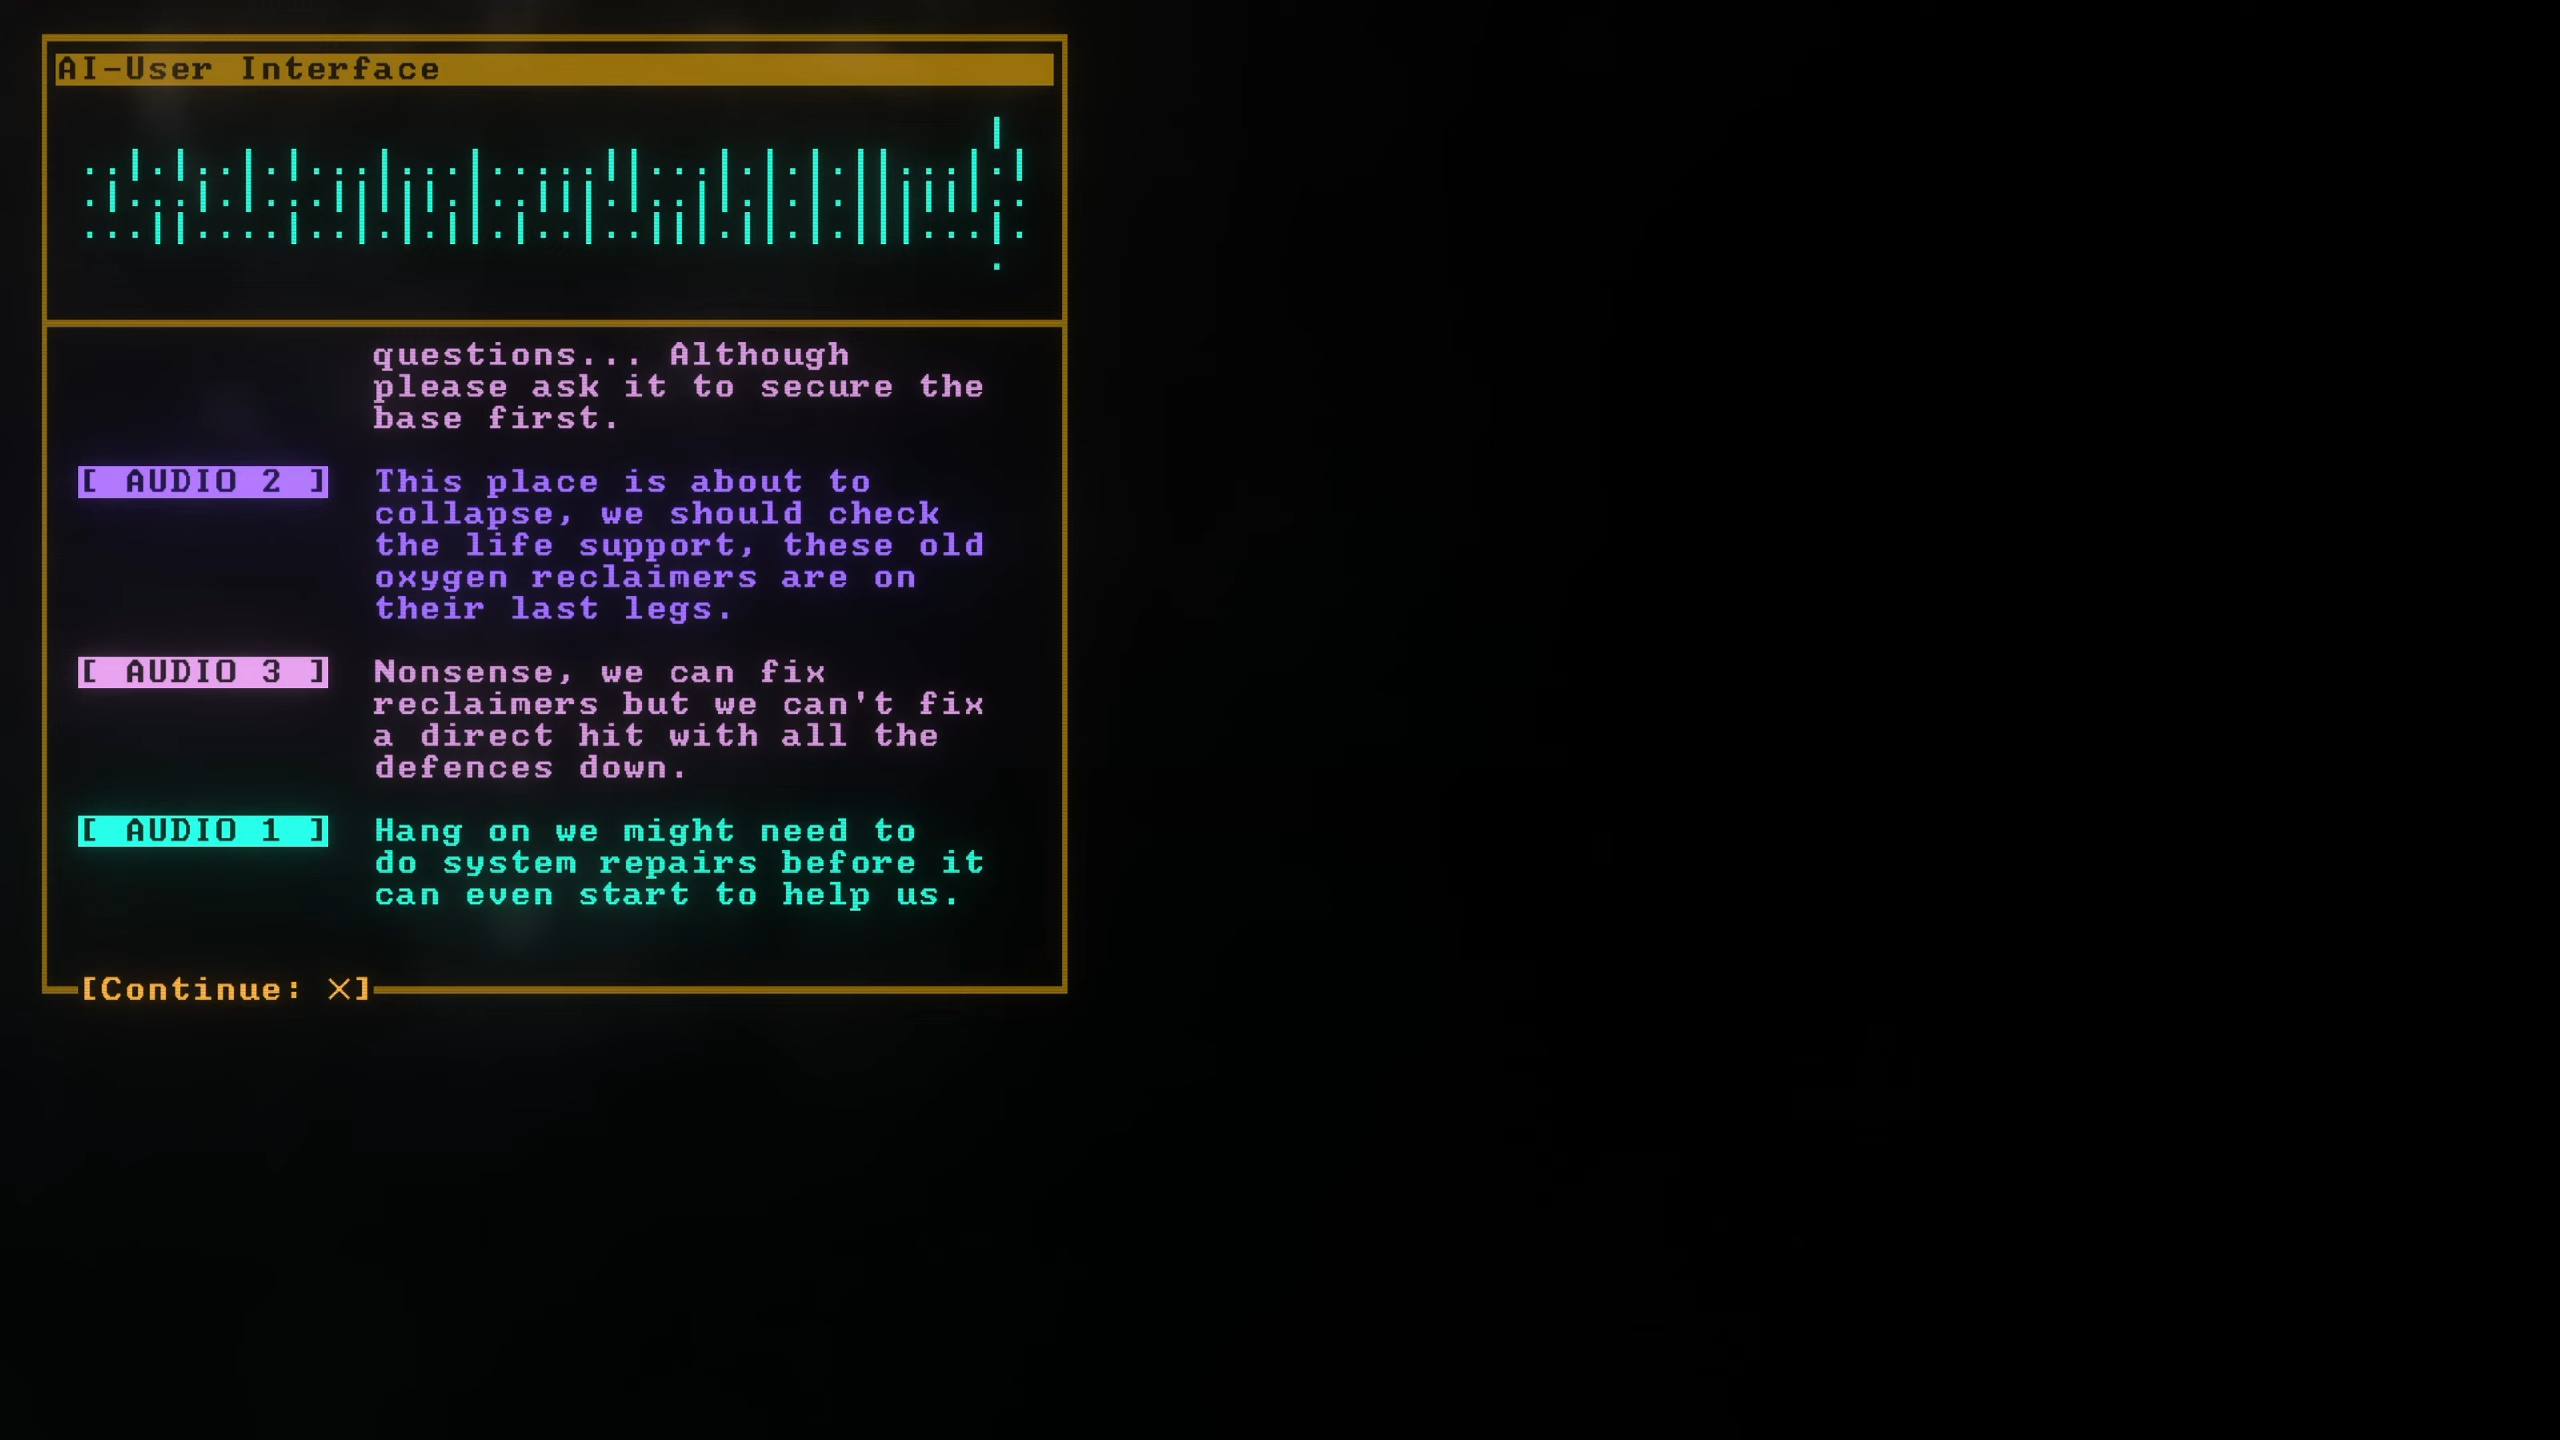 AI-User Interface
questions... Although
please ask it to secure the
base first.
[ AUDIO 2 ] This place is about to
collapse, we should check
the life support, these old
oxygen reclaimers are on
their last legs.
[ AUDIO 3 ] Nonsense, we can fix
reclaimers but we can't fix
a direct hit with all the
defences down.
[ AUDIO 1 ] Hang on we might need to
do system repairs before it
can even start to help us.
[Continue: ×]